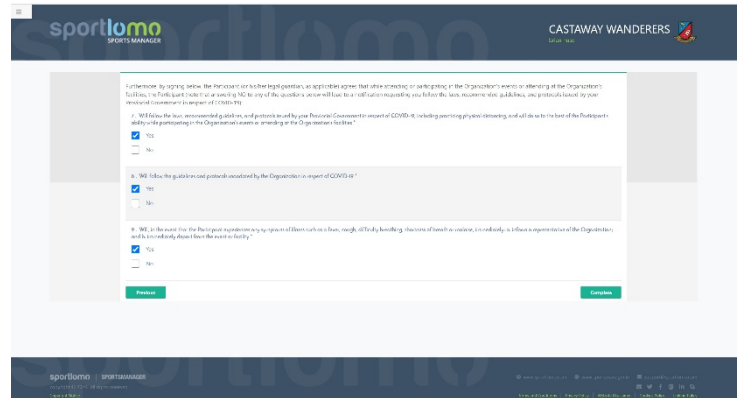 sportlomo
SPORTS MANAGER
CASTAWAY WANDERERS
Furthermore, by signing below, the Participant (or his/her legal guardian, as applicable) agrees that while attending or participating in the Organization's events or attending at the Organization's
facilities, the Participant (note that answering NO to any of the questions below will lead to a notification requesting you follow the laws, recommended guidelines, and protocols issued by your
Provincial Government in respect of COVID-19)
7 . Will follow the laws, recommended guidelines, and protocols issued by your Provincial Government in respect of COVID-19, including practicing physical distancing, and will do so to the best of the Participant's
ability while participating in the Organization's events or attending at the Organization's facilities *
Yes
No
8 . Will follow the guidelines and protocols mandated by the Organization in respect of COVID-19 *
Yes
No
9 . Will, in the event that the Participant experiences any symptoms of illness such as a fever, cough, difficulty breathing, shortness of breath or malaise, immediately: a. inform a representative of the Organization;
and b. immediately depart from the event or facility *
Yes
No
Previous
Complete
sportlomo | SPORTSMANAGER